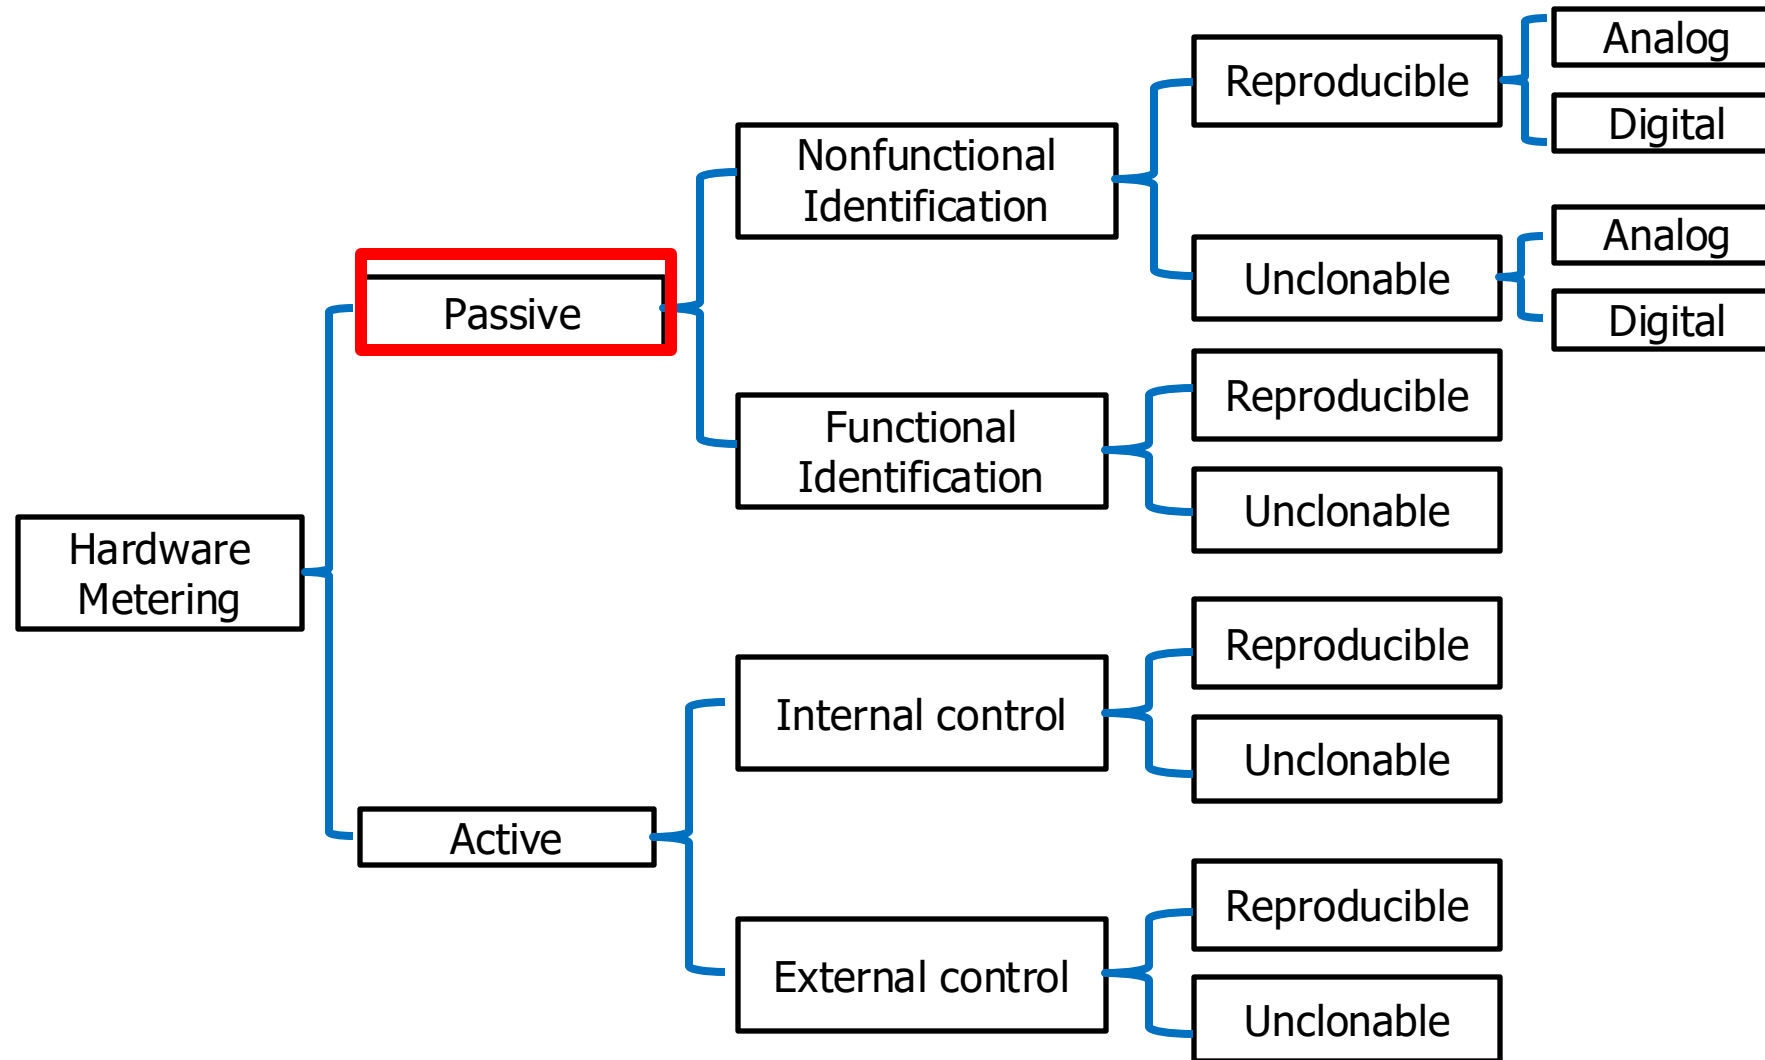 Hardware
Metering
Passive
Nonfunctional
Identification
Reproducible
Analog
Digital
Unclonable
Analog
Digital
Functional
Identification
Reproducible
Unclonable
Active
Internal control
Reproducible
Unclonable
External control
Reproducible
Unclonable